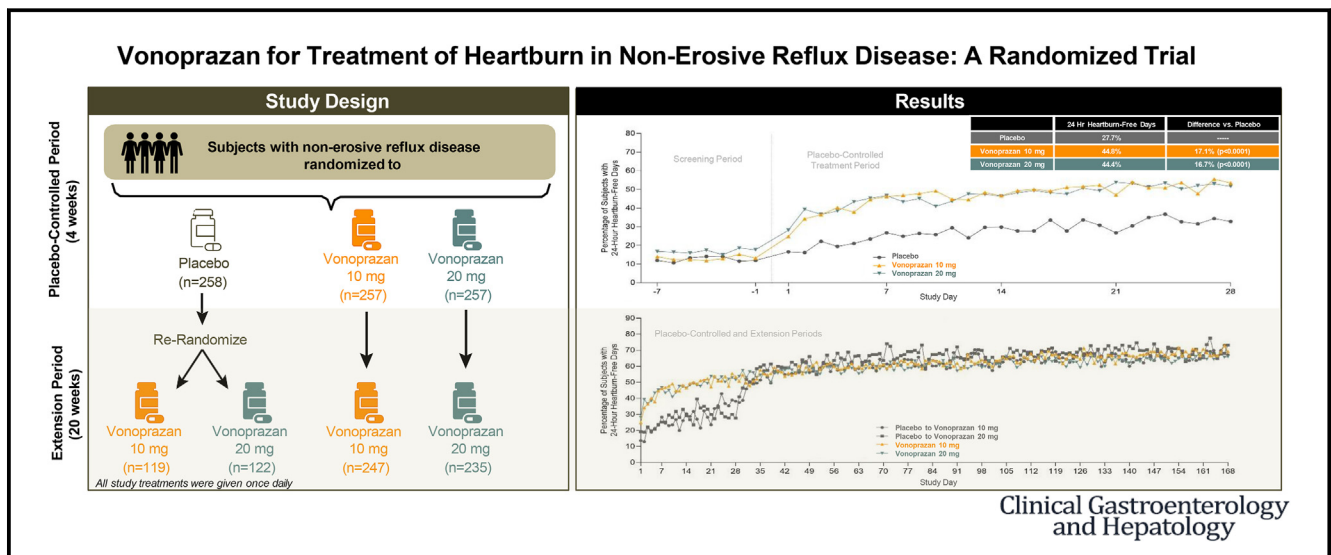 Vonoprazan for Treatment of Heartburn in Non-Erosive Reflux Disease: A Randomized Trial
Study Design
Placebo-Controlled Period
(4 weeks)
Subjects with non-erosive reflux disease
randomized to
Placebo
(n=258)
Vonoprazan
10 mg
(n=257)
Vonoprazan
20 mg
(n=257)
Extension Period
(20 weeks)
Re-Randomize
Vonoprazan
10 mg
(n=119)
Vonoprazan
20 mg
(n=122)
Vonoprazan
10 mg
(n=247)
Vonoprazan
20 mg
(n=235)
All study treatments were given once daily
Results
24 Hr Heartburn-Free Days Difference vs. Placebo
Placebo 27.7% -----
Vonoprazan 10 mg 44.8% 17.1% (p<0.0001)
Vonoprazan 20 mg 44.4% 16.7% (p<0.0001)
Percentage of Subjects with
24-Hour Heartburn-Free Days
80
70
60
50
40
30
20
10
0
Screening Period
Placebo-Controlled
Treatment Period
Placebo
Vonoprazan 10 mg
Vonoprazan 20 mg
-7 -1 1 7 14 21 28
Study Day
Percentage of Subjects with
24-Hour Heartburn-Free Days
90
80
70
60
50
40
30
20
10
0
Placebo-Controlled and Extension Periods
Placebo to Vonoprazan 10 mg
Placebo to Vonoprazan 20 mg
Vonoprazan 10 mg
Vonoprazan 20 mg
1 7 14 21 28 35 42 49 56 63 70 77 84 91 98 105 112 119 126 133 140 147 154 161 168
Study Day
Clinical Gastroenterology
and Hepatology